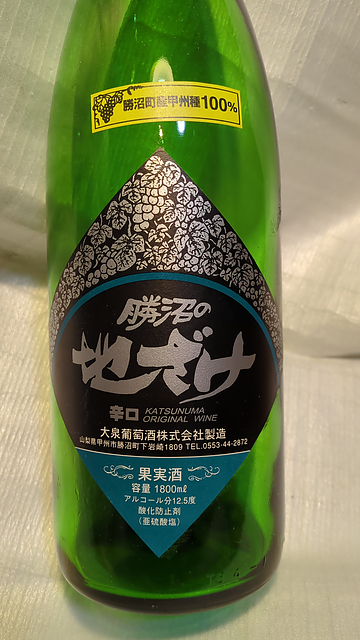 勝沼町産甲州種100%
勝沼の
地ざけ
辛口 KATSUNUMA
ORIGINAL WINE
大泉葡萄酒株式会社製造
山梨県甲州市勝沼町下岩崎1809 TEL.0553-44-2872
果実酒
容量 1800mℓ
アルコール分12.5度
酸化防止剤
(亜硫酸塩)